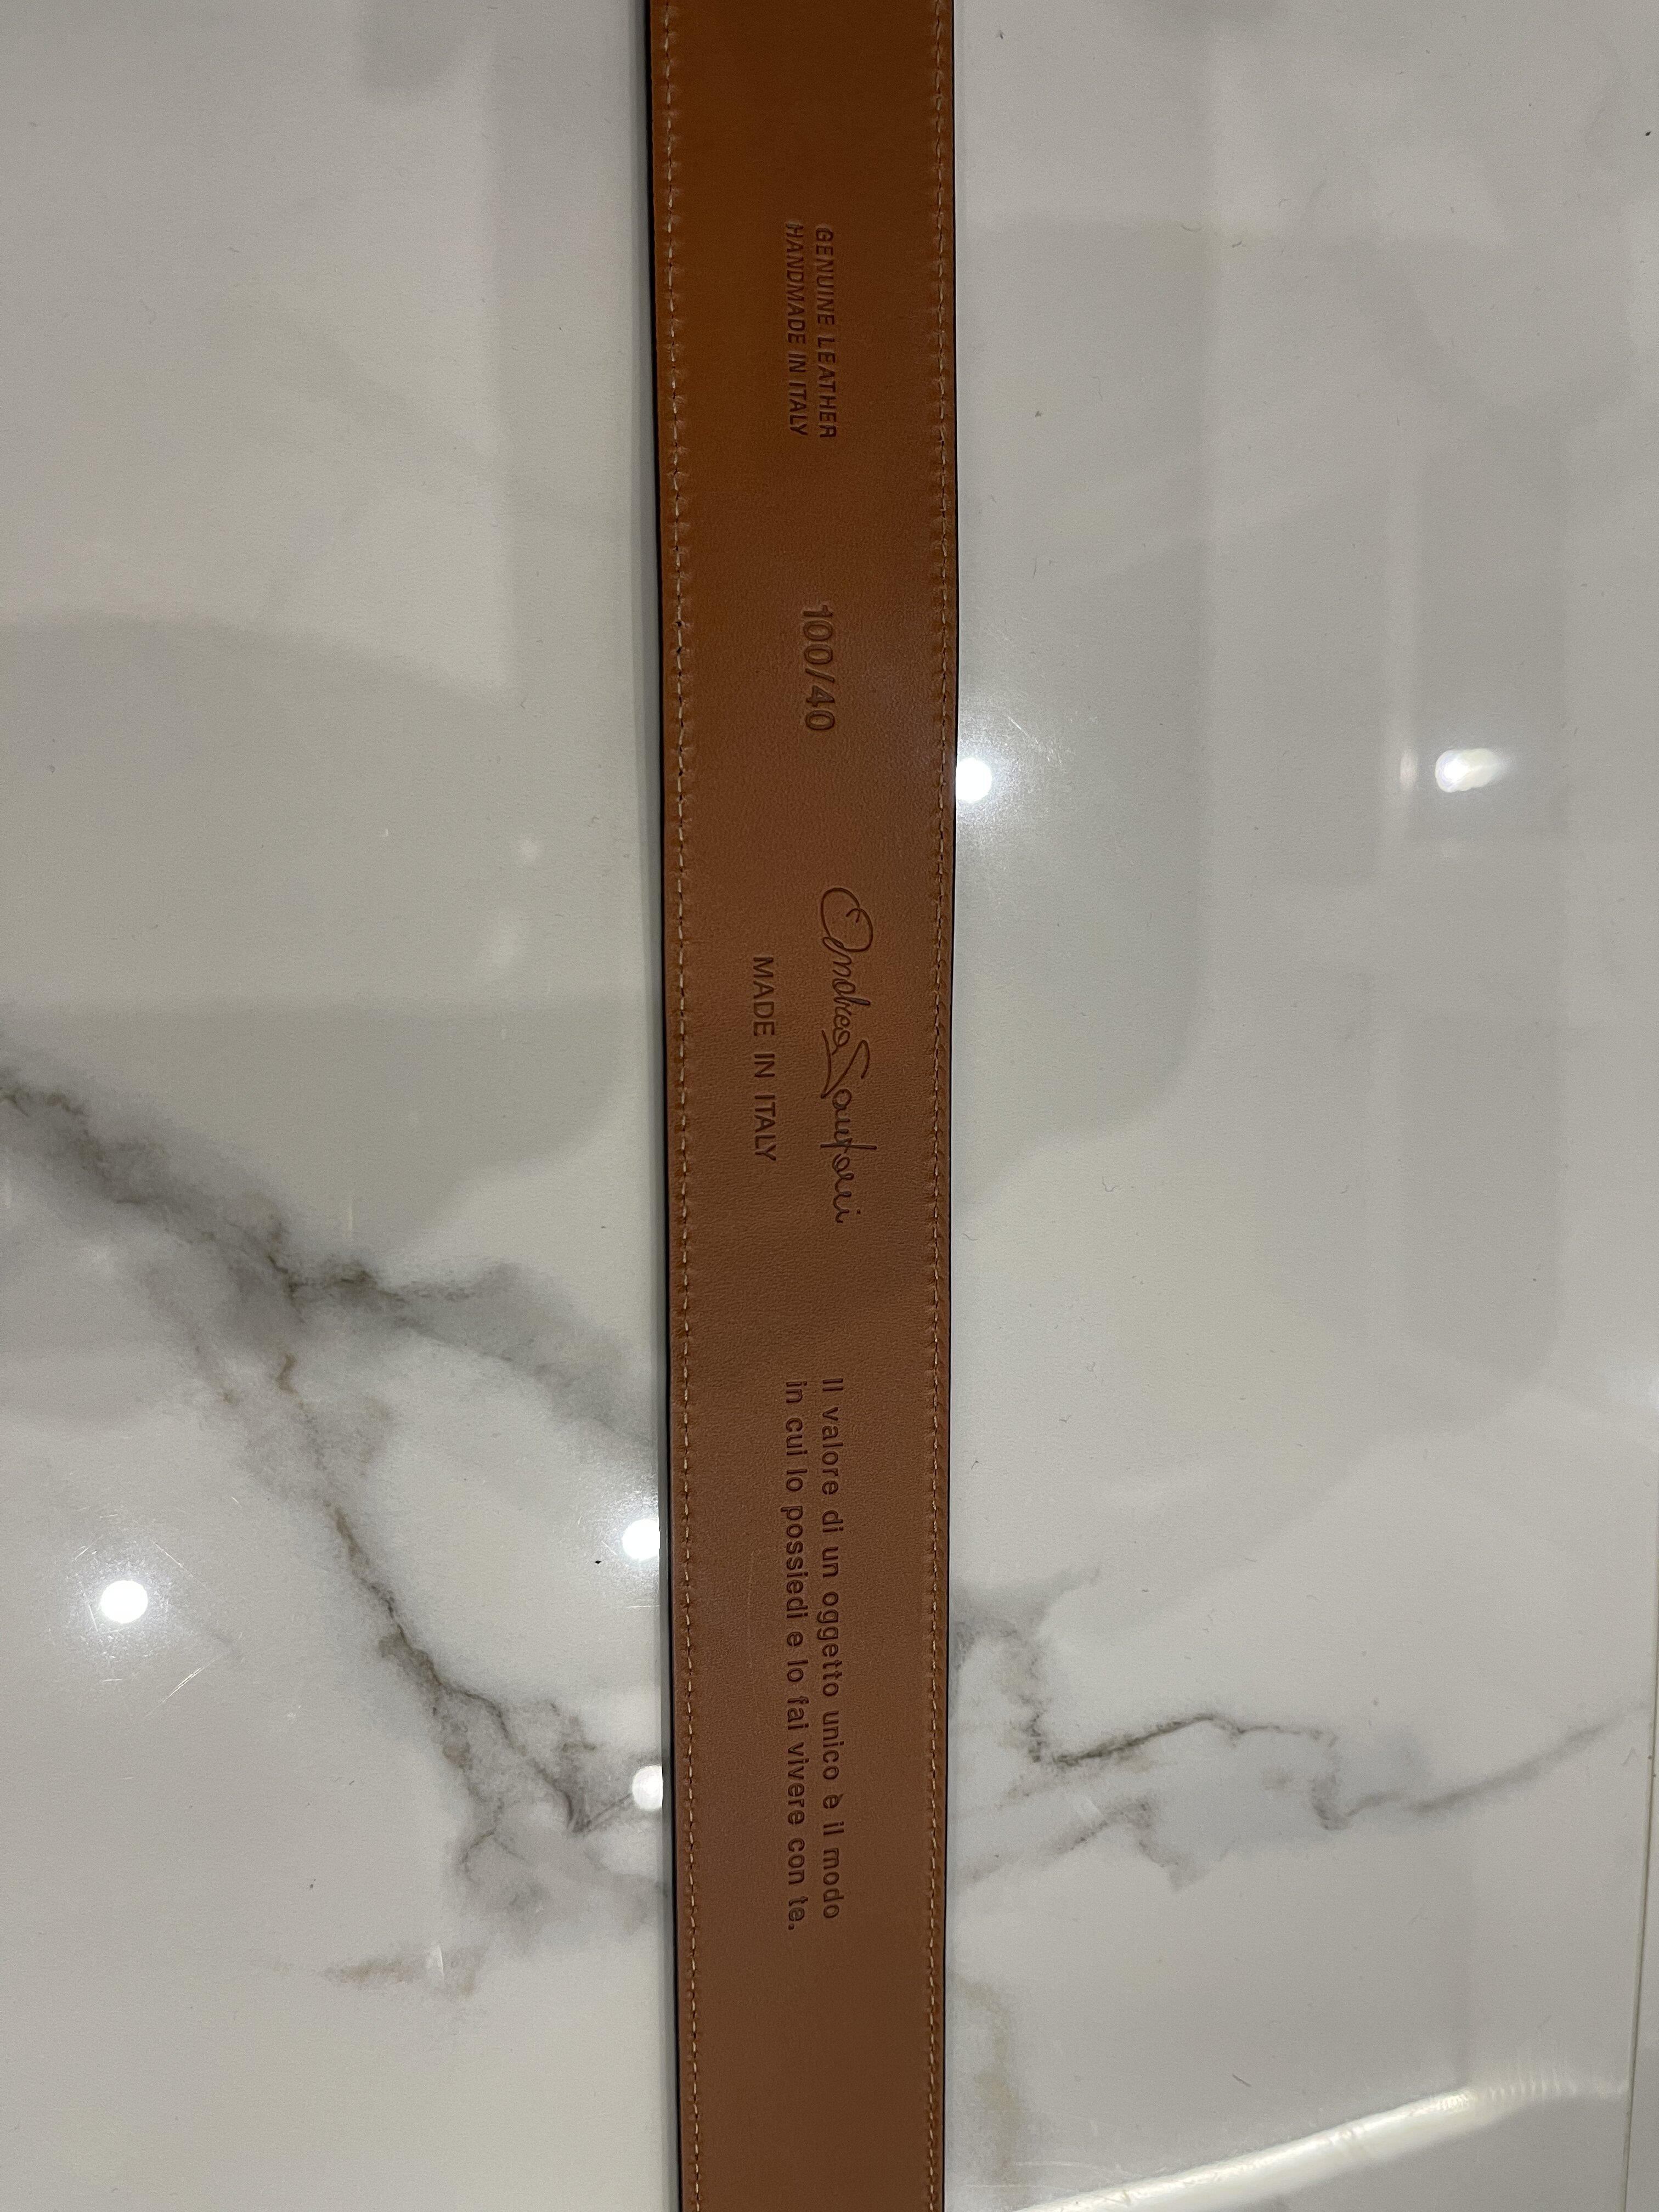 GENUINE LEATHER
HANDMADE IN ITALY
100/40
Andrea
MADE IN ITALY
Il valore di un oggetto unico è il modo
in cui lo possiedi e lo fai vivere con te.